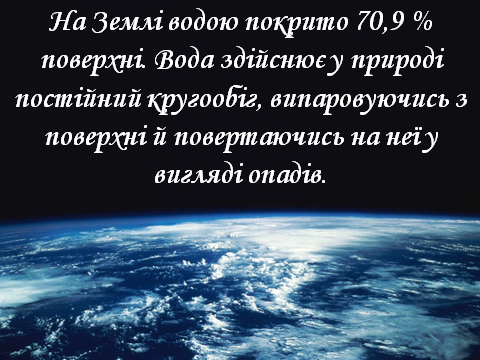 На Землі водою покрито 70,9 %
поверхні. Вода здійснює у природі
постійний кругообіг, випаровуючись з
поверхні й повертаючись на неї у
вигляді опадів.